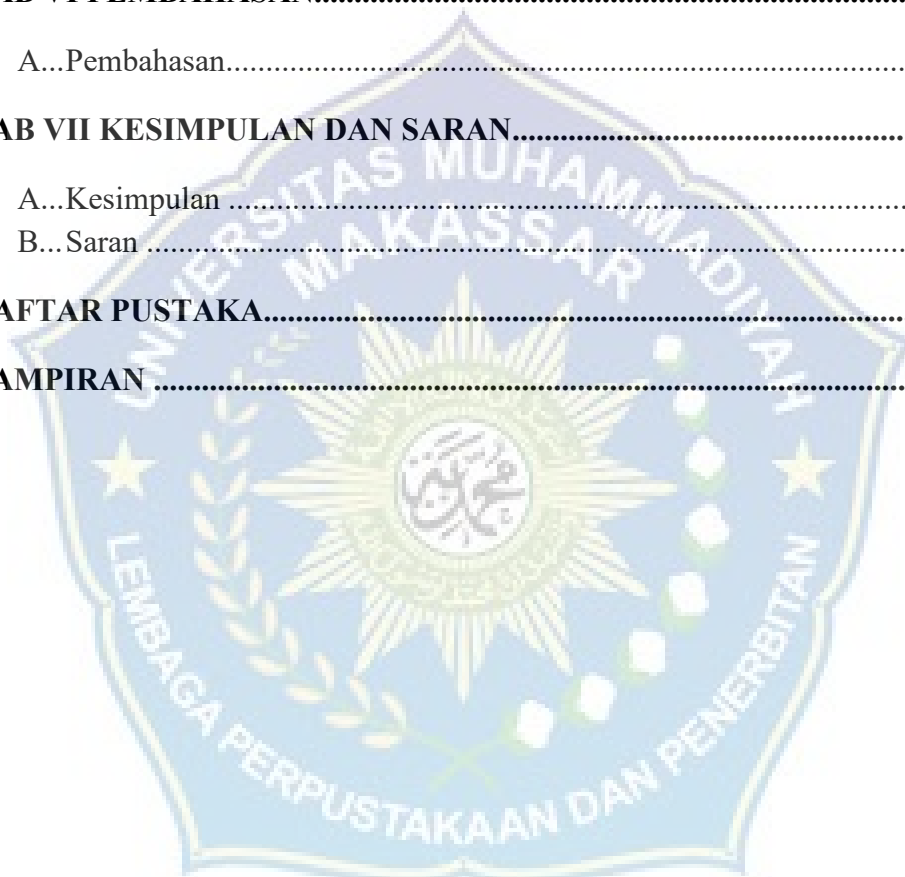 AB VI PEMBAHASAN
A...Pembahasan
AB VII KESIMPULAN DAN SARAN
A...Kesimpulan
B...Saran
AFTAR PUSTAKA
AMPIRAN
UNIVERSITAS MUHAMMADIYAH
MAKASSAR
LEMBAGA PERPUSTAKAAN DAN PENERBITAN